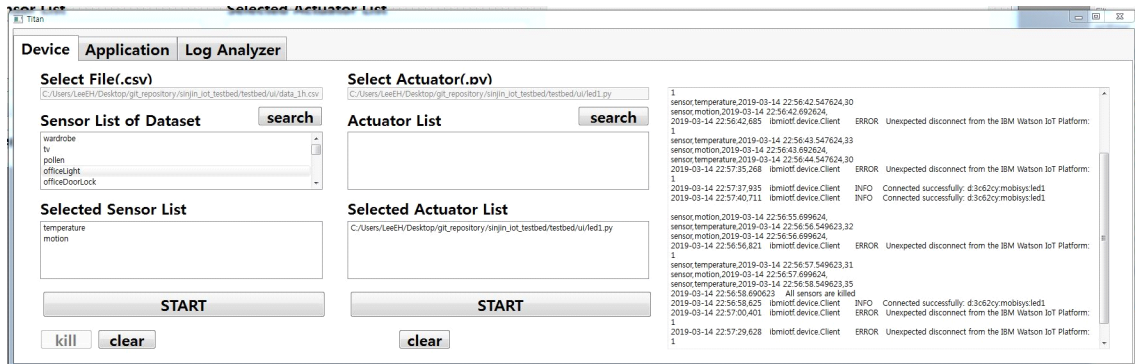 Titan
Device
Application
Log Analyzer
Select File(.csv)
C:/Users/LeeEH/Desktop/git_repository/sinjin_iot_testbed/testbed/ui/data_1h.csv
search
Sensor List of Dataset
wardrobe
tv
pollen
officeLight
officeDoorLock
Selected Sensor List
temperature
motion
START
kill
clear
Select Actuator(.py)
C:/Users/LeeEH/Desktop/git_repository/sinjin_iot_testbed/testbed/ui/led1.py
search
Actuator List
Selected Actuator List
C:/Users/LeeEH/Desktop/git_repository/sinjin_iot_testbed/testbed/ui/led1.py
START
clear
1
sensor,temperature,2019-03-14 22:56:42.547624,30
sensor,motion,2019-03-14 22:56:42.692624,
2019-03-14 22:56:42,685 ibmiotf.device.Client ERROR Unexpected disconnect from the IBM Watson IoT Platform:
1
sensor,temperature,2019-03-14 22:56:43.547624,33
sensor,motion,2019-03-14 22:56:43.692624,
sensor,temperature,2019-03-14 22:56:44.547624,30
2019-03-14 22:57:35,268 ibmiotf.device.Client ERROR Unexpected disconnect from the IBM Watson IoT Platform:
1
2019-03-14 22:57:37,935 ibmiotf.device.Client INFO Connected successfully: d:3c62cy:mobisys:led1
2019-03-14 22:57:40,711 ibmiotf.device.Client INFO Connected successfully: d:3c62cy:mobisys:led1
sensor,motion,2019-03-14 22:56:55.699624,
sensor,temperature,2019-03-14 22:56:56.549623,32
sensor,motion,2019-03-14 22:56:56.699624,
2019-03-14 22:56:56,821 ibmiotf.device.Client ERROR Unexpected disconnect from the IBM Watson IoT Platform:
1
sensor,temperature,2019-03-14 22:56:57.549623,31
sensor,motion,2019-03-14 22:56:57.699624,
sensor,temperature,2019-03-14 22:56:58.549623,35
2019-03-14 22:56:58.690623 All sensors are killed
2019-03-14 22:56:58,625 ibmiotf.device.Client INFO Connected successfully: d:3c62cy:mobisys:led1
2019-03-14 22:57:00,401 ibmiotf.device.Client ERROR Unexpected disconnect from the IBM Watson IoT Platform:
1
2019-03-14 22:57:29,628 ibmiotf.device.Client ERROR Unexpected disconnect from the IBM Watson IoT Platform:
1